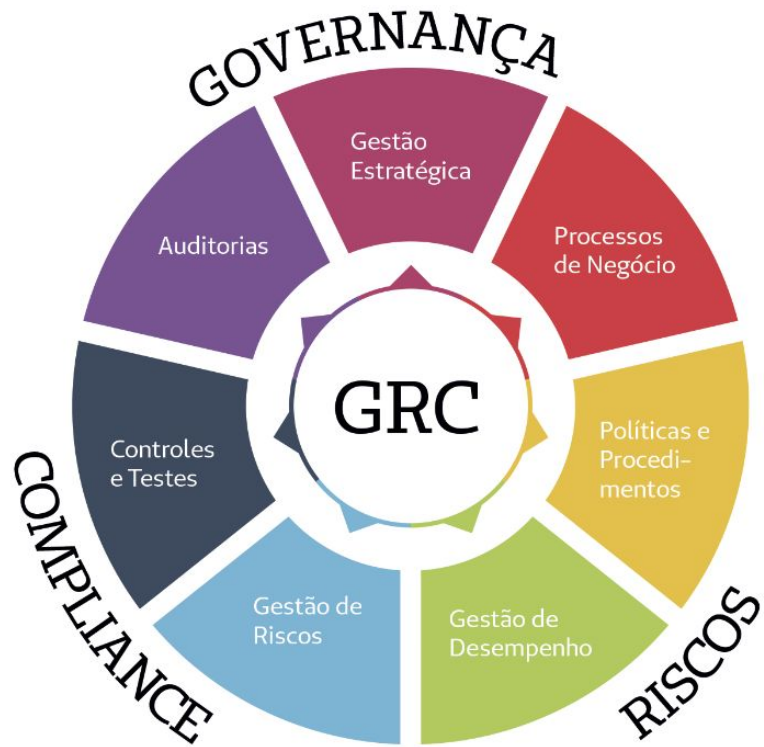 GOVERNANÇA
Gestão
Estratégica
Processos
de Negócio
Políticas e
Procedi-
mentos
Gestão de
Desempenho
Gestão de
Riscos
Controles
e Testes
Auditorias
GRC
RISCOS
COMPLIANCE